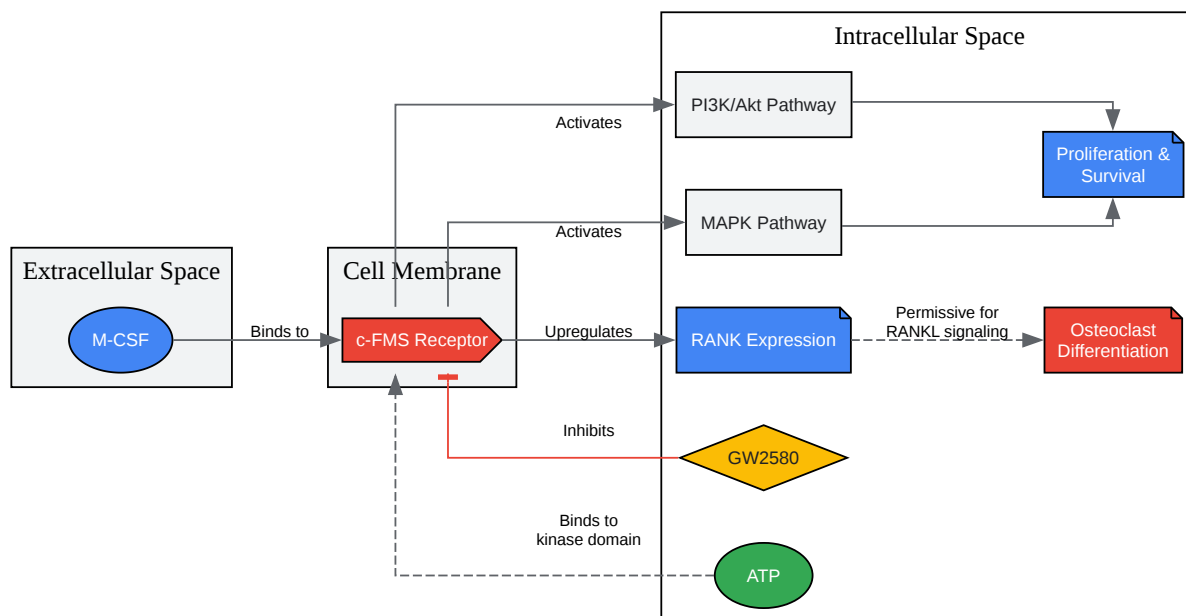 Intracellular Space
PI3K/Akt Pathway
Activates
Proliferation &
Survival
MAPK Pathway
Activates
Extracellular Space
Cell Membrane
M-CSF
Binds to
c-FMS Receptor
Upregulates
RANK Expression
Permissive for
RANKL signaling
Osteoclast
Differentiation
Inhibits
GW2580
Binds to
kinase domain
ATP